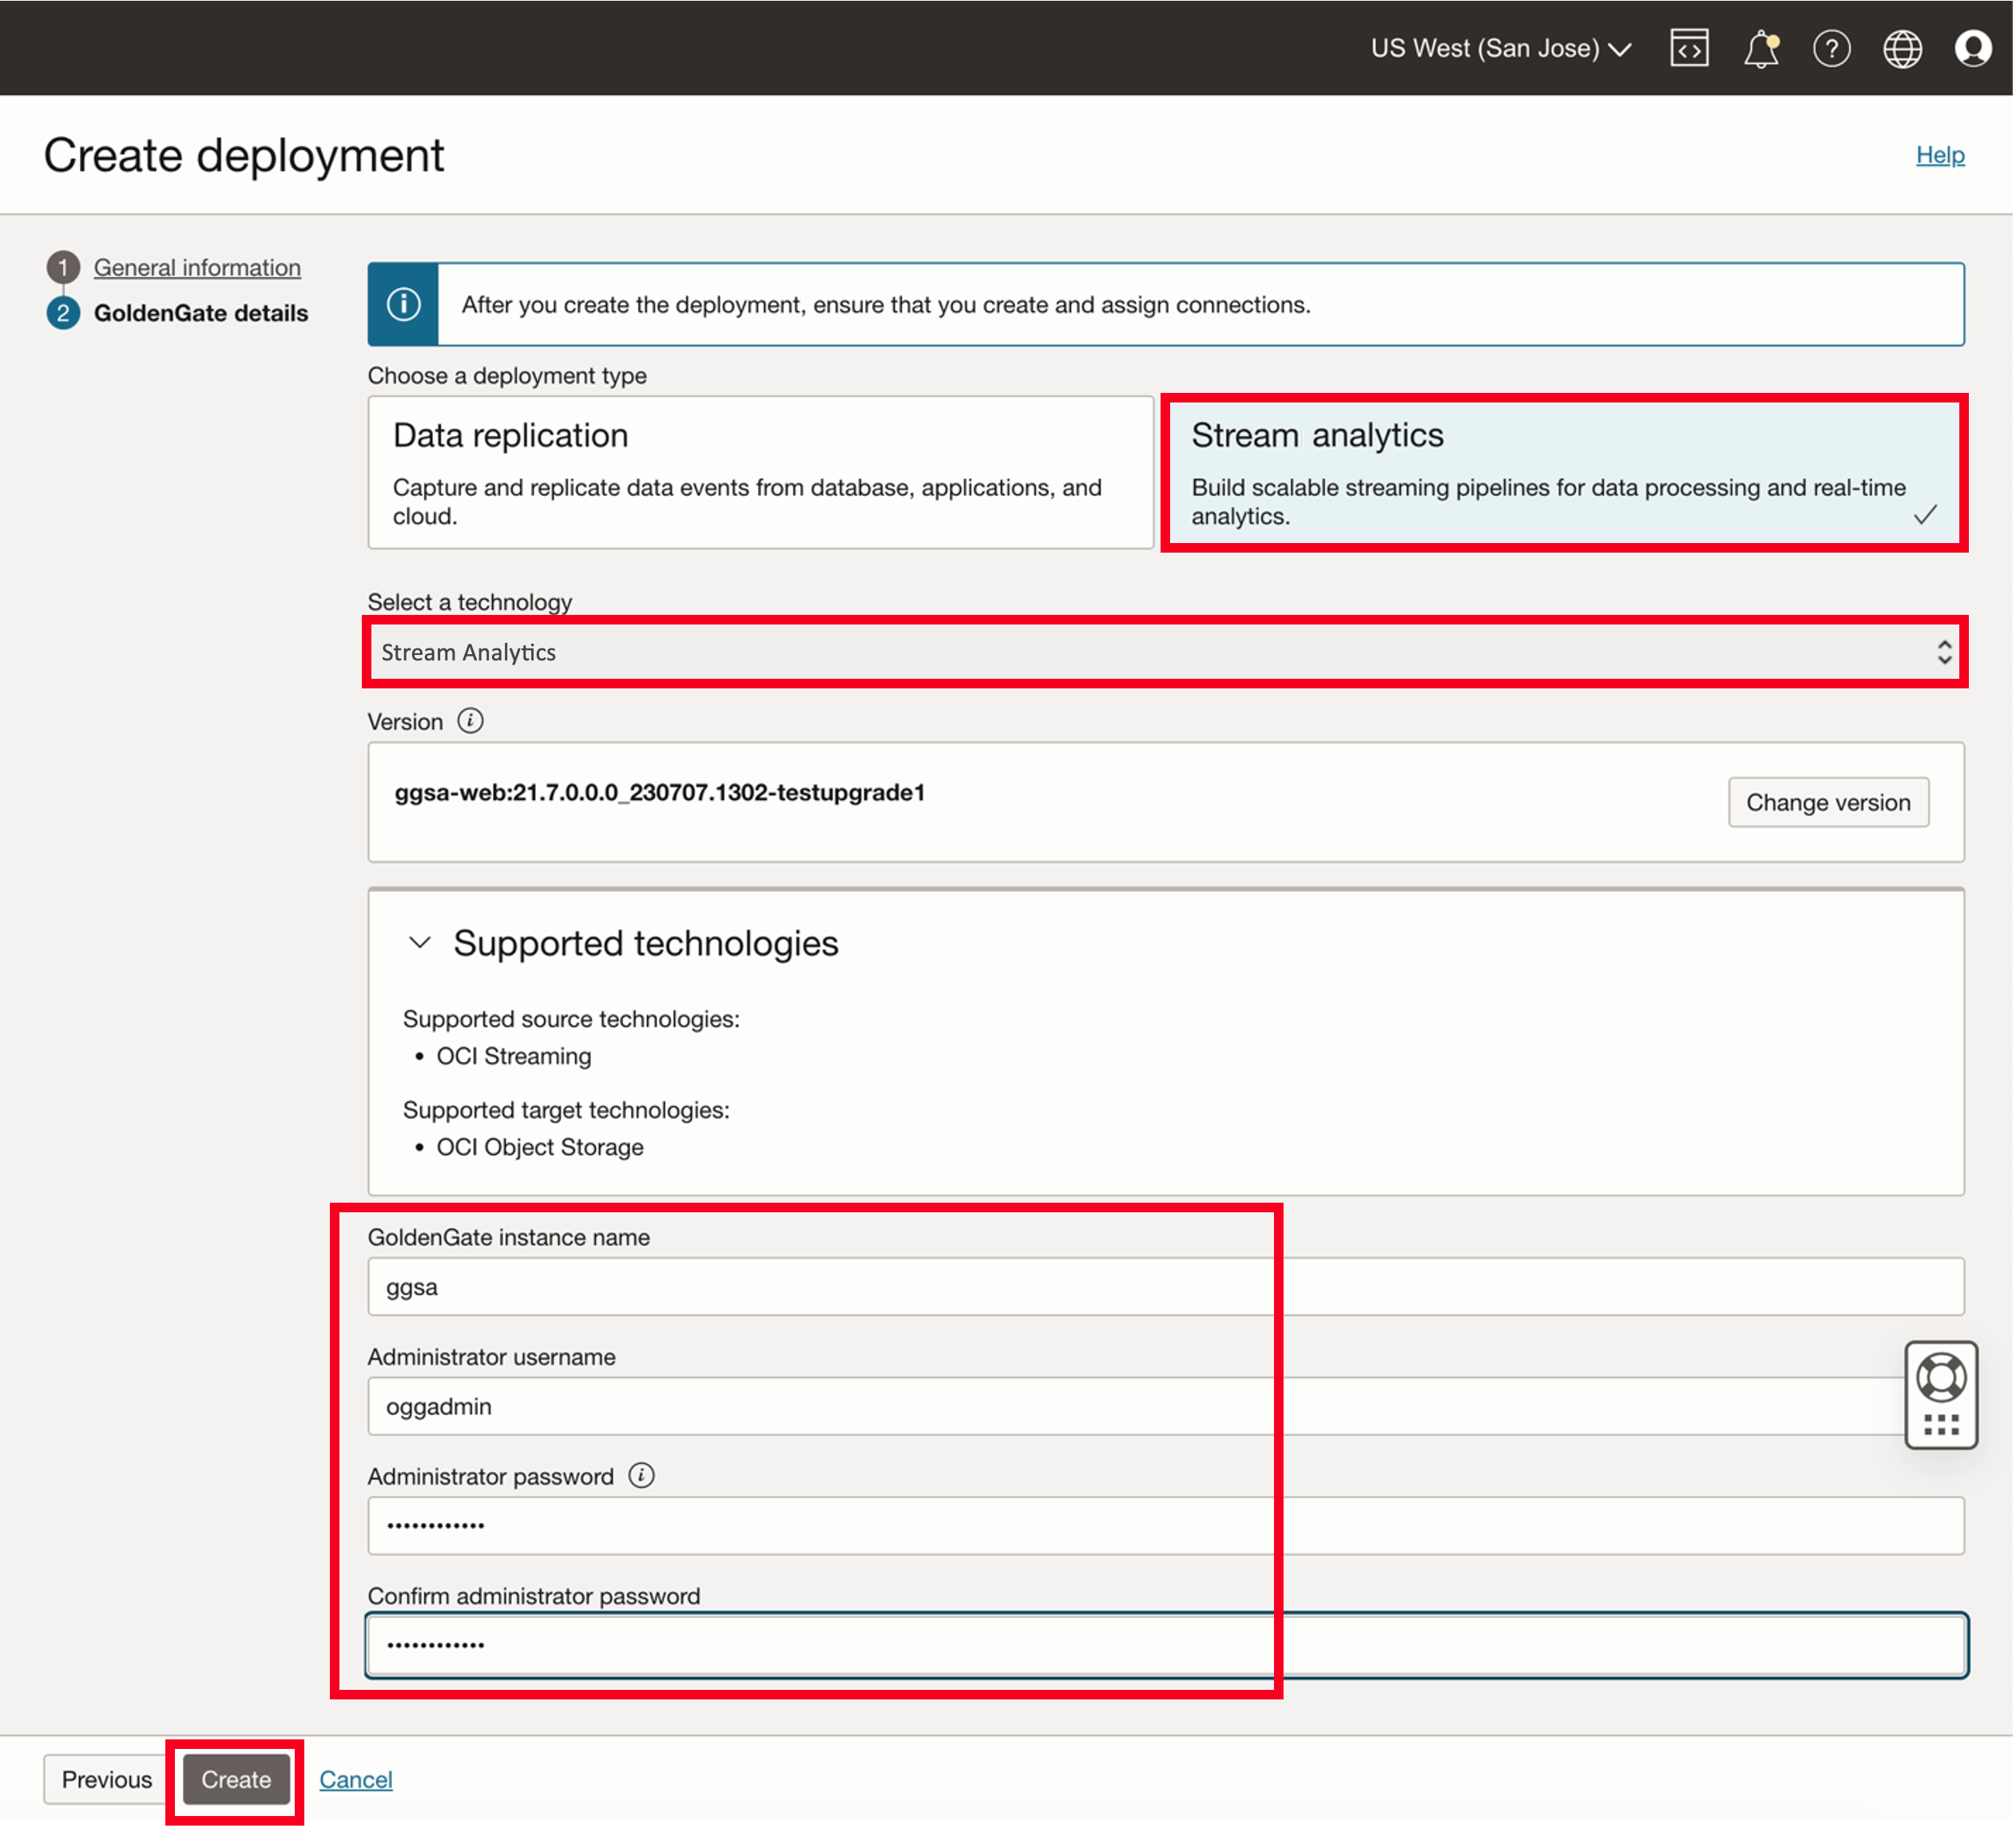 US West (San Jose)
Create deployment
Help
1 General information
2 GoldenGate details
After you create the deployment, ensure that you create and assign connections.
Choose a deployment type
Data replication
Capture and replicate data events from database, applications, and
cloud.
Stream analytics
Build scalable streaming pipelines for data processing and real-time
analytics.
Select a technology
Stream Analytics
Version
ggsa-web:21.7.0.0.0_230707.1302-testupgrade1
Change version
Supported technologies
Supported source technologies:
• OCI Streaming
Supported target technologies:
• OCI Object Storage
GoldenGate instance name
ggsa
Administrator username
oggadmin
Administrator password
••••••••••••
Confirm administrator password
••••••••••••
Previous
Create
Cancel